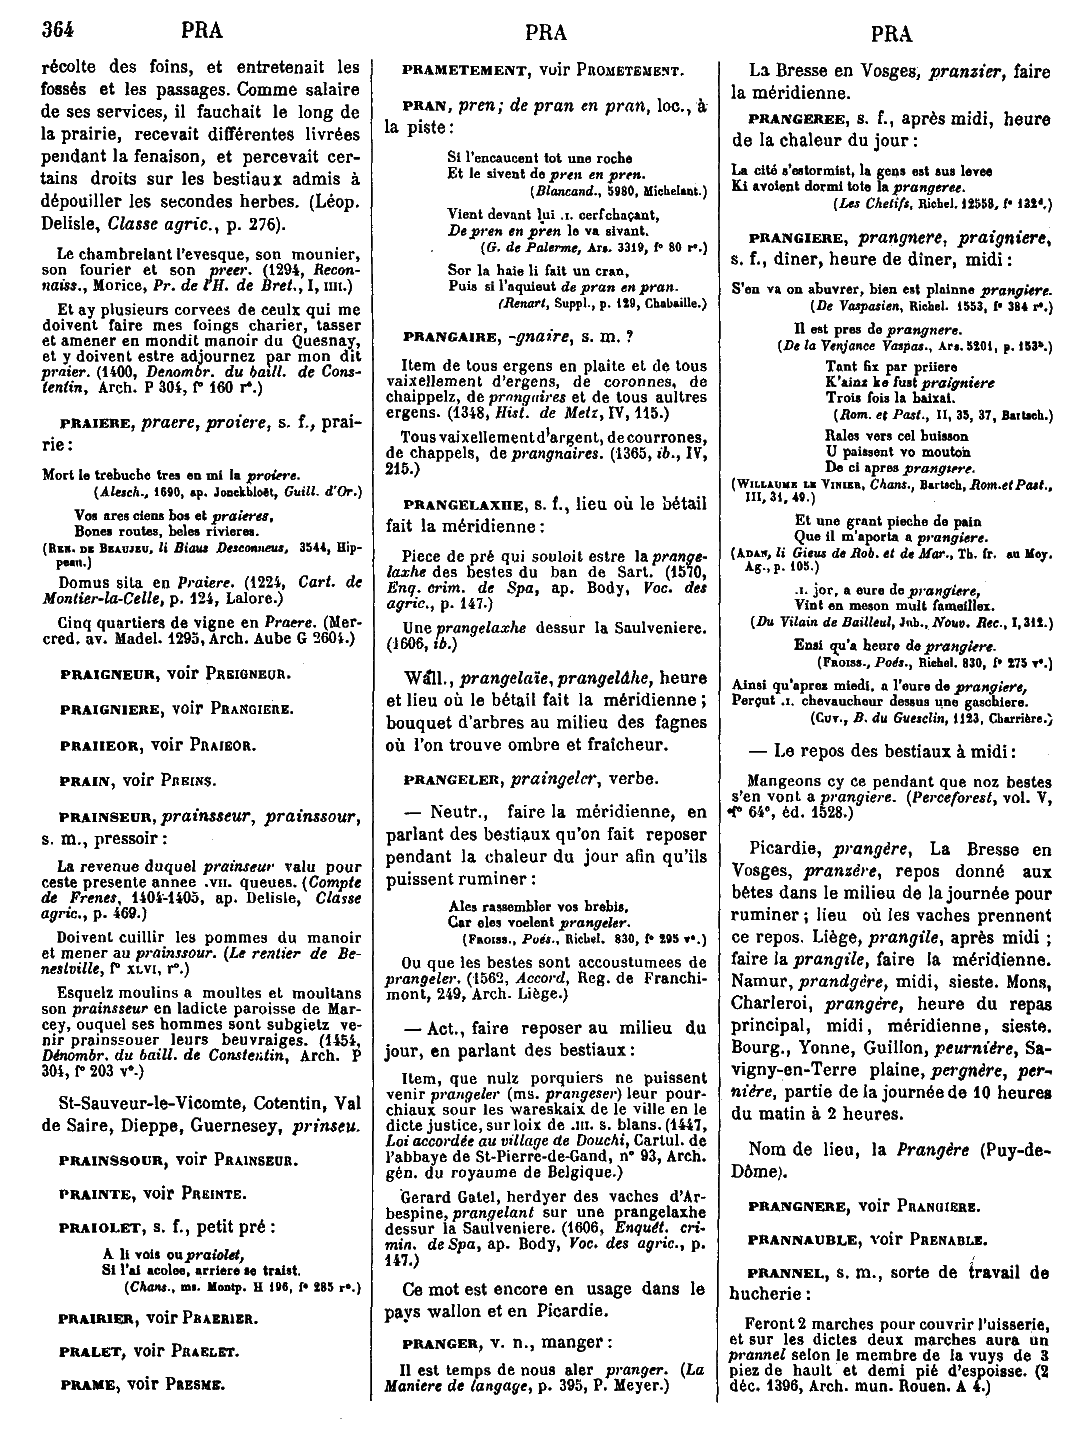 364 PRA PRA PRA
récolte des foins, et entretenait les
fossés et les passages. Comme salaire
de ses services, il fauchait le long de
la prairie, recevait différentes livrées
pendant la fenaison, et percevait cer-
tains droits sur les bestiaux admis à
dépouiller les secondes herbes. (Léop.
Delisle, Classe agric., p. 276).
Le chambrelant l'evesque, son mounier,
son fourier et son preer. (1294, Recon-
naiss., Morice, Pr. de l'H. de Bret., I, IIII.)
Et ay plusieurs corvees de ceulx qui me
doivent faire mes foings charier, tasser
et amener en mondit manoir du Quesnay,
et y doivent estre adjournez par mon dit
praier. (1400, Denombr. du baill. de Cons-
tentin, Arch. P 304, f° 160 r°.)
PRAIERE, praere, proiere, s. f., prai-
rie :
Mort le trebuche tres en mi la proiere.
(Alesch., 1690, ap. Jonckbloët, Guill. d'Or.)
Vos ares ciens bos et praieres,
Bones routes, beles rivieres.
(REN. DE BEAUJEU, li Biaus Desconneus, 3544, Hip-
peau.)
Domus sita en Praiere. (1224, Cart. de
Montier-la-Celle, p. 124, Lalore.)
Cinq quartiers de vigne en Praere. (Mer-
cred. av. Madel. 1295, Arch. Aube G 2604.)
PRAIGNEUR, voir PREIGNEUR.
PRAIGNIERE, voir PRANGIERE.
PRAIIEOR, voir PRAIEOR.
PRAIN, voir PREINS.
PRAINSEUR, prainsseur, prainssour,
s. m., pressoir :
La revenue duquel prainseur valu pour
ceste presente annee .VII. queues. (Compte
de Frenes, 1404-1405, ap. Delisle, Classe
agric., p. 469.)
Doivent cuillir les pommes du manoir
et mener au prainssour. (Le rentier de Be-
neslville, f° XLVI, r°.)
Esquelz moulins a moultes et moultans
son prainsseur en ladicte paroisse de Mar-
cey, ouquel ses hommes sont subgietz ve-
nir prainssouer leurs beuvraiges. (1454,
Dénombr. du baill. de Constentin, Arch. P
304, f° 203 v°.)
St-Sauveur-le-Vicomte, Cotentin, Val
de Saire, Dieppe, Guernesey, prinseu.
PRAINSSOUR, voir PRAINSEUR.
PRAINTE, voir PREINTE.
PRAIOLET, s. f., petit pré :
A li vois ou praiolet,
Si l'ai acolee, arriere se traist.
(Chans., ms. Montp. H 196, f° 285 r°.)
PRAIRIER, voir PRAERIER.
PRALET, voir PRAELET.
PRAME, voir PRESME.
PRAMETEMENT, voir PROMETEMENT.
PRAN, pren; de pran en pran, loc., à
la piste :
Si l'encaucent tot une roche
Et le sivent de pren en pren.
(Blancand., 5980, Michelant.)
Vient devant lui .I. cerf chaçant,
De pren en pren le va sivant.
(G. de Palerme, Ars. 3319, f° 80 r°.)
Sor la haie li fait un cran,
Puis si l'aquieut de pran en pran.
(Renart, Suppl., p. 129, Chabaille.)
PRANGAIRE, -gnaire, s. m. ?
Item de tous ergens en plaite et de tous
vaixellement d'ergens, de coronnes, de
chaippelz, de prangaires et de tous aultres
ergens. (1348, Hist. de Metz, IV, 115.)
Tous vaixellement d'argent, de courrones,
de chappels, de prangnaires. (1365, ib., IV,
215.)
PRANGELAXHE, s. f., lieu où le bétail
fait la méridienne :
Piece de pré qui souloit estre la prange-
laxhe des bestes du ban de Sart. (1570,
Enq. crim. de Spa, ap. Body, Voc. des
agric., p. 147.)
Une prangelaxhe dessur la Saulveniere.
(1606, ib.)
Wall., prangelaïe, prangelâhe, heure
et lieu où le bétail fait la méridienne ;
bouquet d'arbres au milieu des fagnes
où l'on trouve ombre et fraîcheur.
PRANGELER, praingeler, verbe.
— Neutr., faire la méridienne, en
parlant des bestiaux qu'on fait reposer
pendant la chaleur du jour afin qu'ils
puissent ruminer :
Ales rassembler vos brebis,
Car eles voelent prangeler.
(FROISS., Poés., Richel. 830, f° 295 v°.)
Ou que les bestes sont accoustumees de
prangeler. (1562, Accord, Reg. de Franchi-
mont, 249, Arch. Liège.)
— Act., faire reposer au milieu du
jour, en parlant des bestiaux :
Item, que nulz porquiers ne puissent
venir prangeler (ms. prangeser) leur pour-
chiaux sour les wareskaix de le ville en le
dicte justice, sur loix de .III. s. blans. (1447,
Loi accordée au village de Douchi, Cartul. de
l'abbaye de St-Pierre-de-Gand, n° 93, Arch.
gén. du royaume de Belgique.)
Gerard Gatel, herdyer des vaches d'Ar-
bespine, prangelant sur une prangelaxhe
dessur la Saulveniere. (1606, Enquét. cri-
min. de Spa, ap. Body, Voc. des agric., p.
147.)
Ce mot est encore en usage dans le
pays wallon et en Picardie.
PRANGER, v. n., manger :
Il est temps de nous aler pranger. (La
Maniere de langage, p. 395, P. Meyer.)
La Bresse en Vosges, pranzier, faire
la méridienne.
PRANGEREE, s. f., après midi, heure
de la chaleur du jour :
La cité s'estormist, la gens est sus levee
Ki avoient dormi tote la prangeree.
(Les Chetifs, Richel. 12558, f° 132ᵈ.)
PRANGIERE, prangnere, praigniere,
s. f., dîner, heure de dîner, midi :
S'en va on abuvrer, bien est plainne prangiere.
(De Vaspasien, Richel. 1553, f° 384 r°.)
Il est pres de prangnere.
(De la Venjance Vaspas., Ars. 5201, p. 153ᵇ.)
Tant fix par priiere
K'ainz ke fust praigniere
Trois fois la baixai.
(Rom. et Past., II, 35, 37, Bartsch.)
Rales vers cel buisson
U paissent vo mouton
De ci apres prangiere.
(WILLAUME LE VINIER, Chans., Bartsch, Rom. et Past.,
III, 31, 49.)
Et une grant pieche de pain
Que il m'aporta a prangiere.
(ADAN, li Gieus de Rob. et de Mar., Th. fr. au Moy.
Ag., p. 105.)
.I. jor, a eure de prangiere,
Vint en meson mult fameillex.
(Du Vilain de Bailleul, Jub., Nouv. Rec., I, 312.)
Ensi qu'a heure de prangiere.
(FROISS., Poés., Richel. 830, f° 275 v°.)
Ainsi qu'aprez miedi, a l'eure de prangiere,
Perçut .I. chevaucheur dessus une gaschiere.
(CUV., B. du Guesclin, 1123, Charrière.)
— Le repos des bestiaux à midi :
Mangeons cy ce pendant que noz bestes
s'en vont a prangiere. (Perceforest, vol. V,
f° 64ᶜ, éd. 1528.)
Picardie, prangère, La Bresse en
Vosges, pranzére, repos donné aux
bêtes dans le milieu de la journée pour
ruminer ; lieu où les vaches prennent
ce repos. Liège, prangile, après midi ;
faire la prangile, faire la méridienne.
Namur, prandgère, midi, sieste. Mons,
Charleroi, prangère, heure du repas
principal, midi, méridienne, sieste.
Bourg., Yonne, Guillon, peurnière, Sa-
vigny-en-Terre plaine, pergnère, per-
nière, partie de la journée de 10 heures
du matin à 2 heures.
Nom de lieu, la Prangère (Puy-de-
Dôme).
PRANGNERE, voir PRANGIERE.
PRANNAUBLE, voir PRENABLE.
PRANNEL, s. m., sorte de travail de
hucherie :
Feront 2 marches pour couvrir l'uisserie,
et sur les dictes deux marches aura un
prannel selon le membre de la vuys de 3
piez de hault et demi pié d'espoisse. (2
déc. 1396, Arch. mun. Rouen. A 4.)